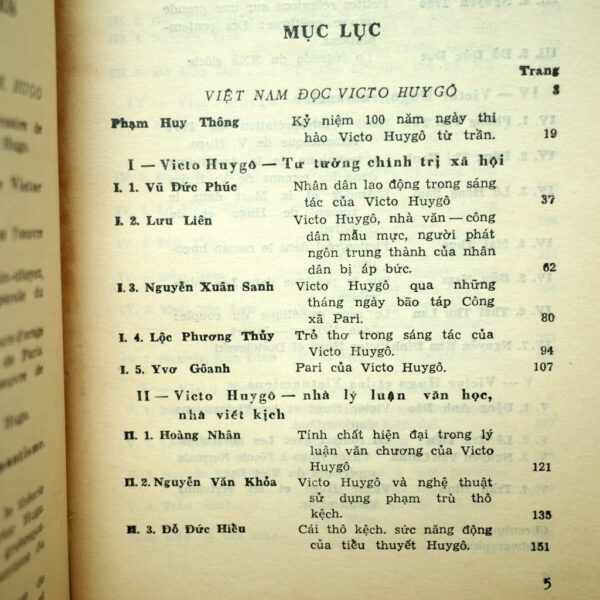 MỤC LỤC
Trang
VIỆT NAM ĐỌC VICTO HUYGÔ 3
Phạm Huy Thông Kỷ niệm 100 năm ngày thi
hào Victo Huygô từ trần. 19
I — Victo Huygô — Tư tưởng chính trị xã hội
I. 1. Vũ Đức Phúc Nhân dân lao động trong sáng
tác của Victo Huygô 37
I. 2. Lưu Liên Victo Huygô, nhà văn — công
dân mẫu mực, người phát
ngôn trung thành của nhân
dân bị áp bức. 62
I. 3. Nguyễn Xuân Sanh Victo Huygô qua những
tháng ngày bão táp Công
xã Pari. 80
I. 4. Lộc Phương Thủy Trẻ thơ trong sáng tác của
Victo Huygô. 94
I. 5. Yvơ Gôanh Pari của Victo Huygô. 107
II — Victo Huygô — nhà lý luận văn học,
nhà viết kịch
II. 1. Hoàng Nhân Tính chất hiện đại trong lý
luận văn chương của Victo
Huygô 121
II. 2. Nguyễn Văn Khỏa Victo Huygô và nghệ thuật
sử dụng phạm trù thô
kệch. 135
II. 3. Đỗ Đức Hiểu Cái thô kệch. sức năng động
của tiểu thuyết Huygô. 151
5